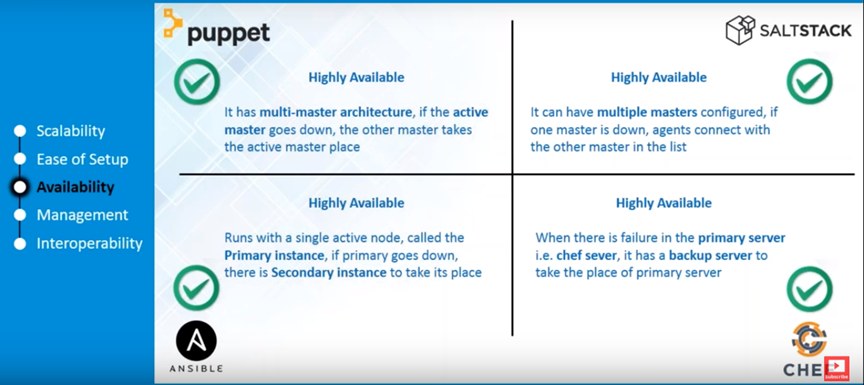 Scalability
Ease of Setup
Availability
Management
Interoperability
puppet
Highly Available
It has multi-master architecture, if the active
master goes down, the other master takes
the active master place
SALTSTACK
Highly Available
It can have multiple masters configured, if
one master is down, agents connect with
the other master in the list
Highly Available
Runs with a single active node, called the
Primary instance, if primary goes down,
there is Secondary instance to take its place
A
ANSIBLE
Highly Available
When there is failure in the primary server
i.e. chef sever, it has a backup server to
take the place of primary server
CHE
subscribe